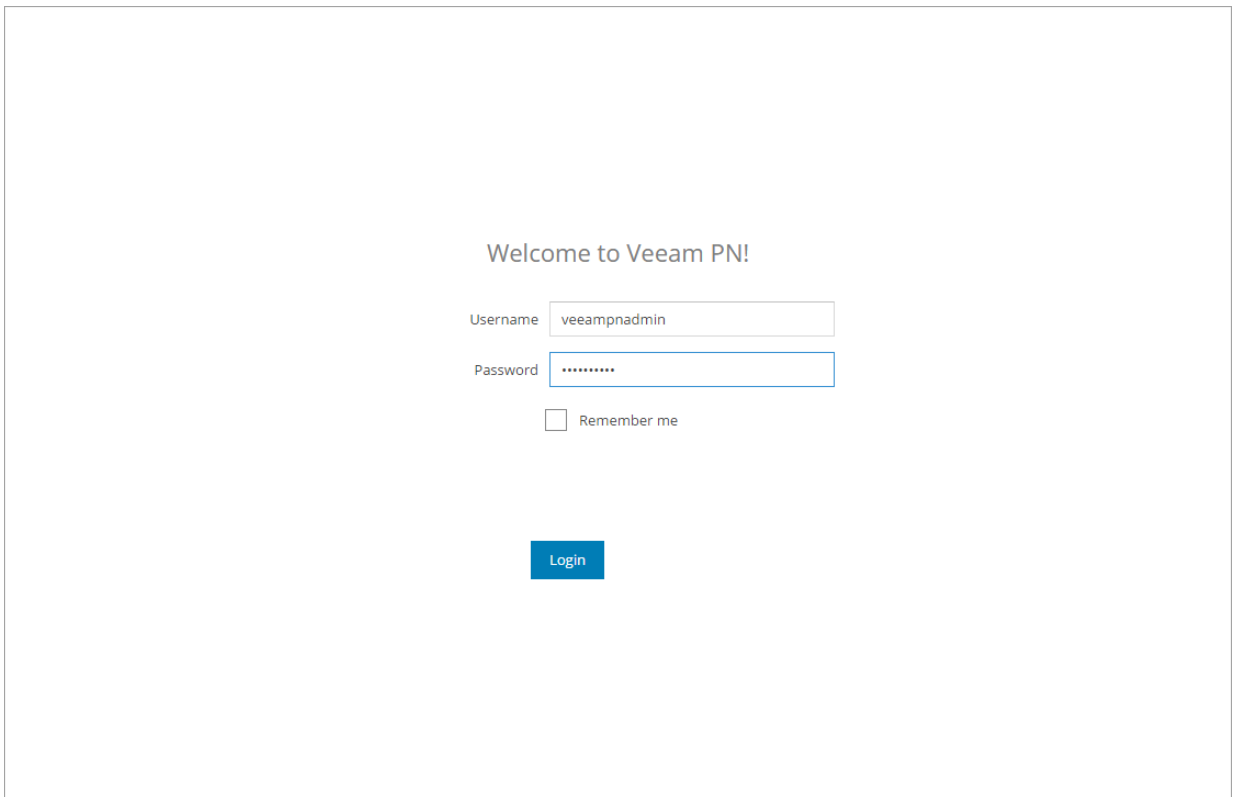 Welcome to Veeam PN!
Username veeampnadmin
Password ••••••••••
Remember me
Login